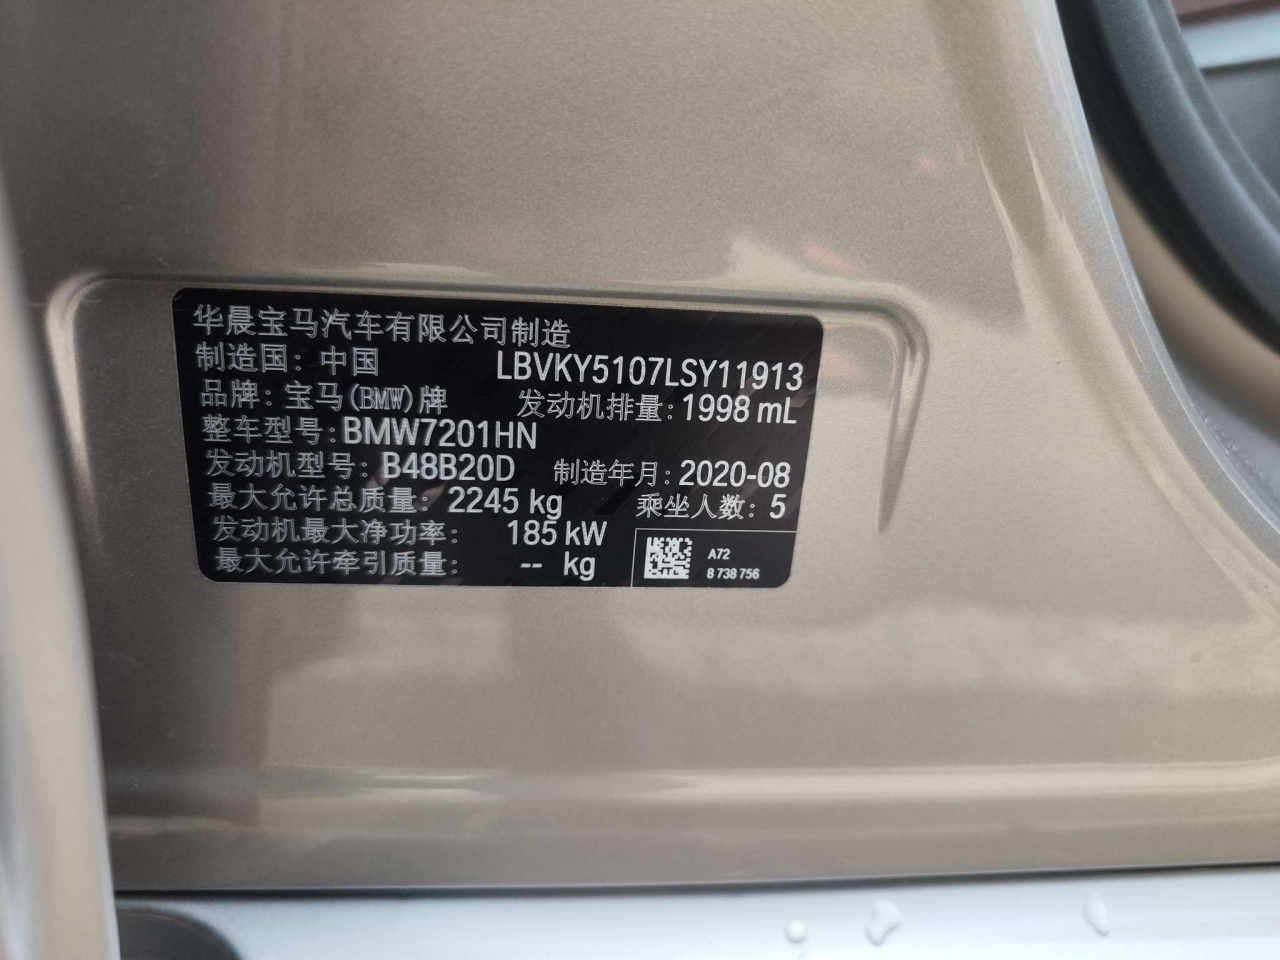 华晨宝马汽车有限公司制造
制造国：中国 LBVKY5107LSY11913
品牌：宝马(BMW)牌 发动机排量：1998 mL
整车型号：BMW7201HN
发动机型号：B48B20D 制造年月：2020-08
最大允许总质量：2245 kg 乘坐人数：5
发动机最大净功率：185 kW
最大允许牵引质量：-- kg
A72
8 738 756